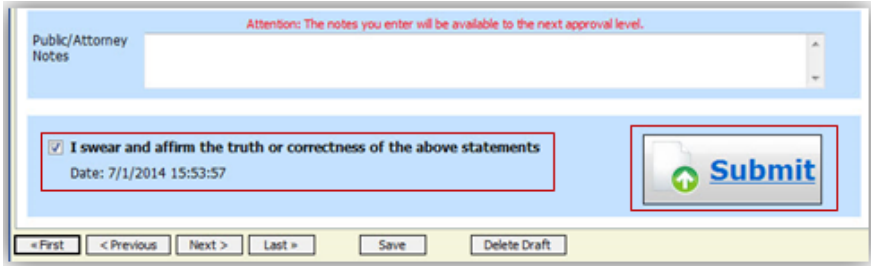 Attention: The notes you enter will be available to the next approval level.
Public/Attorney
Notes
I swear and affirm the truth or correctness of the above statements
Date: 7/1/2014 15:53:57
Submit
« First < Previous Next > Last » Save Delete Draft